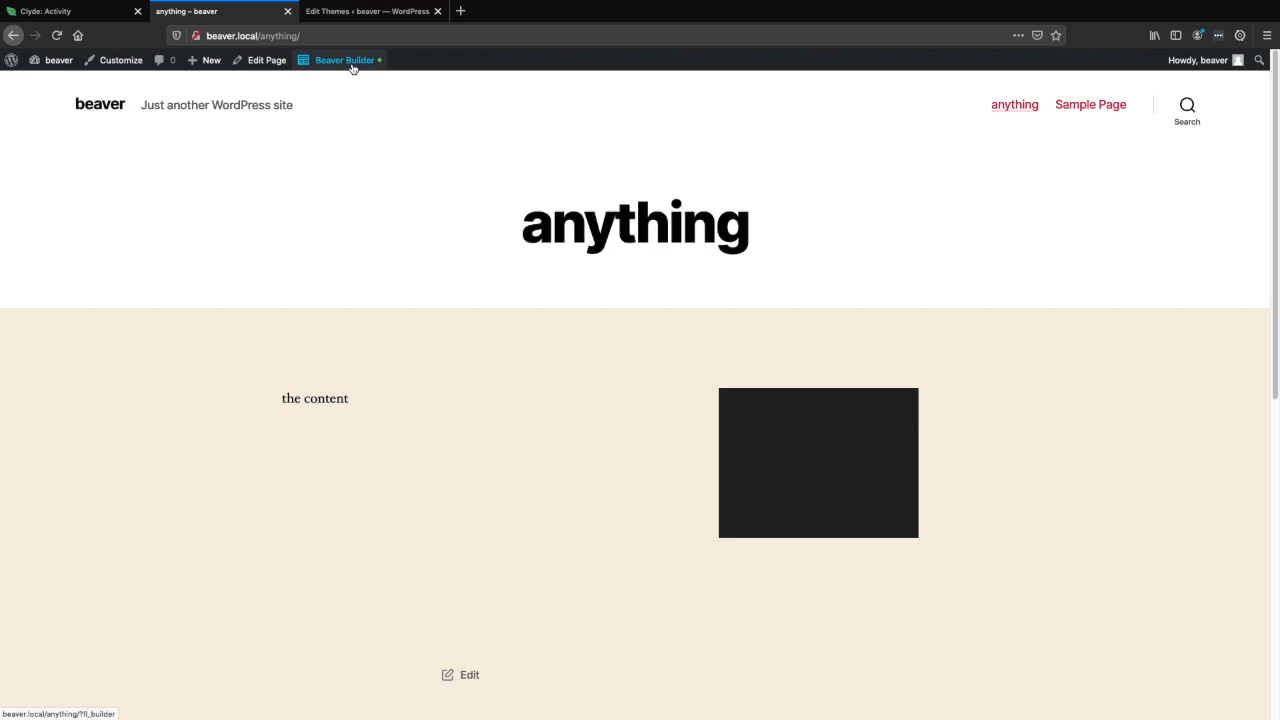 Clyde: Activity
anything – beaver
Edit Themes ‹ beaver — WordPress
beaver.local/anything/
beaver
Customize
0
New
Edit Page
Beaver Builder
Howdy, beaver
beaver
Just another WordPress site
anything
Sample Page
Search
anything
the content
Edit
beaver.local/anything/?fl_builder